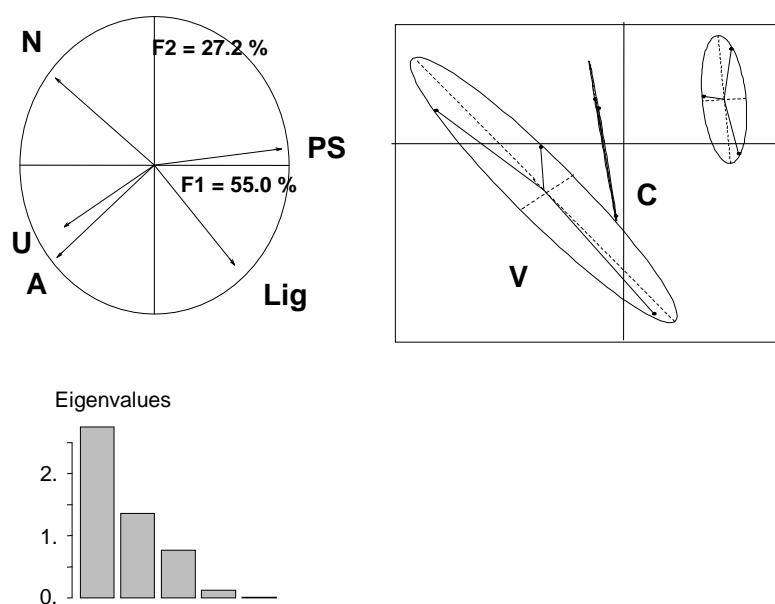 N
F2 = 27.2 %
PS
F1 = 55.0 %
U
A
Lig
C
V
Eigenvalues
2.
1.
0.